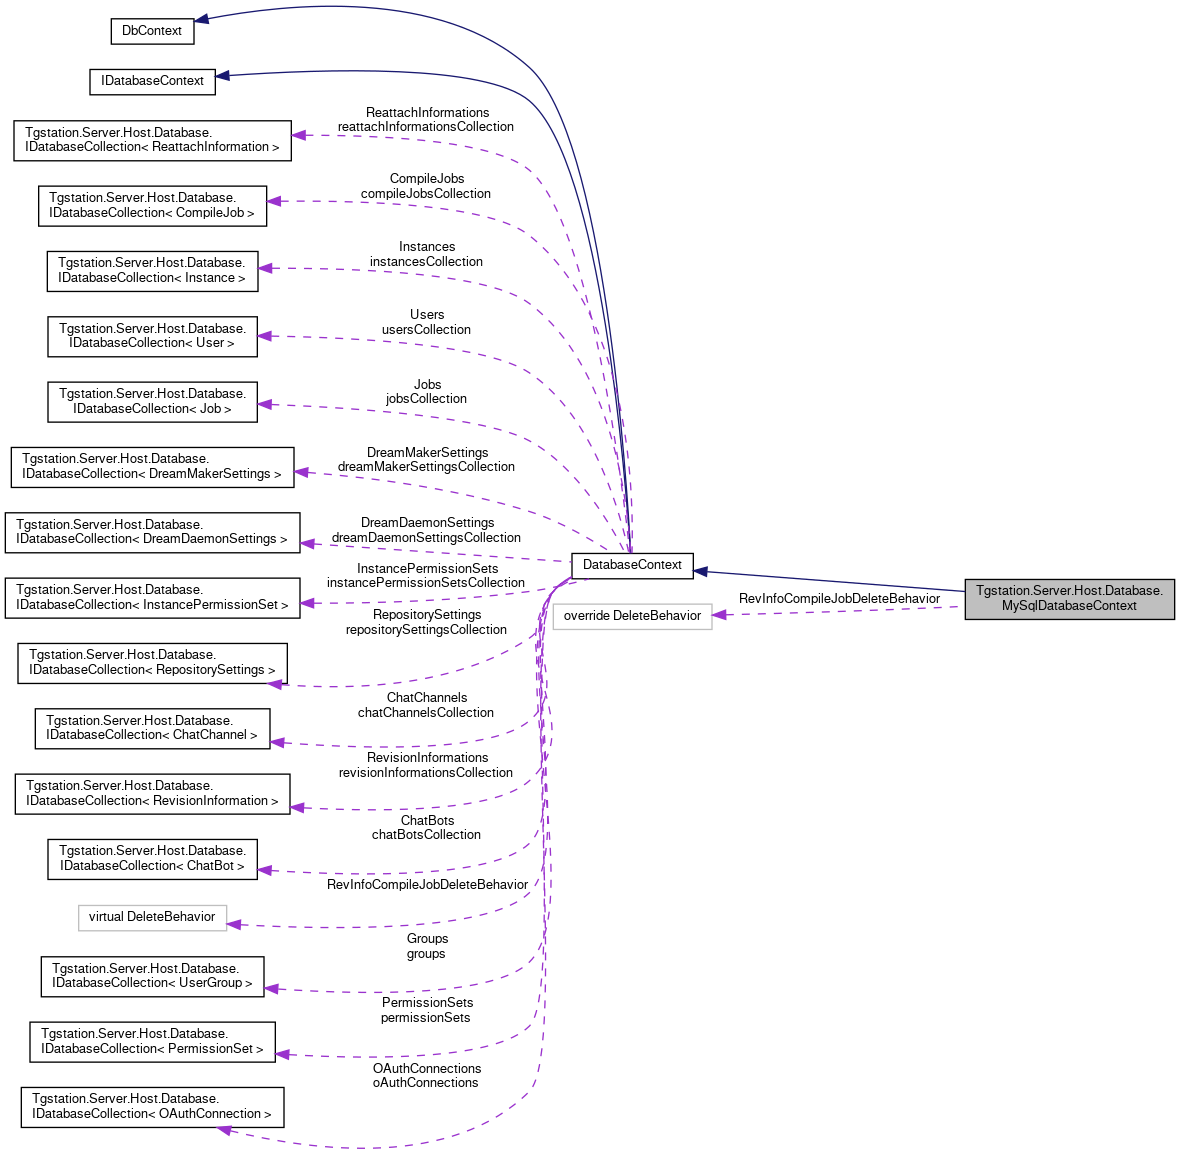 DbContext
IDatabaseContext
ReattachInformations
reattachInformationsCollection
Tgstation.Server.Host.Database.
IDatabaseCollection< ReattachInformation >
CompileJobs
compileJobsCollection
Tgstation.Server.Host.Database.
IDatabaseCollection< CompileJob >
Instances
instancesCollection
Tgstation.Server.Host.Database.
IDatabaseCollection< Instance >
Users
usersCollection
Tgstation.Server.Host.Database.
IDatabaseCollection< User >
Jobs
jobsCollection
Tgstation.Server.Host.Database.
IDatabaseCollection< Job >
DreamMakerSettings
dreamMakerSettingsCollection
Tgstation.Server.Host.Database.
IDatabaseCollection< DreamMakerSettings >
DreamDaemonSettings
dreamDaemonSettingsCollection
Tgstation.Server.Host.Database.
IDatabaseCollection< DreamDaemonSettings >
DatabaseContext
InstancePermissionSets
instancePermissionSetsCollection
Tgstation.Server.Host.Database.
IDatabaseCollection< InstancePermissionSet >
RevInfoCompileJobDeleteBehavior
Tgstation.Server.Host.Database.
MySqlDatabaseContext
override DeleteBehavior
RepositorySettings
repositorySettingsCollection
Tgstation.Server.Host.Database.
IDatabaseCollection< RepositorySettings >
ChatChannels
chatChannelsCollection
Tgstation.Server.Host.Database.
IDatabaseCollection< ChatChannel >
RevisionInformations
revisionInformationsCollection
Tgstation.Server.Host.Database.
IDatabaseCollection< RevisionInformation >
ChatBots
chatBotsCollection
Tgstation.Server.Host.Database.
IDatabaseCollection< ChatBot >
RevInfoCompileJobDeleteBehavior
virtual DeleteBehavior
Groups
groups
Tgstation.Server.Host.Database.
IDatabaseCollection< UserGroup >
PermissionSets
permissionSets
Tgstation.Server.Host.Database.
IDatabaseCollection< PermissionSet >
OAuthConnections
oAuthConnections
Tgstation.Server.Host.Database.
IDatabaseCollection< OAuthConnection >